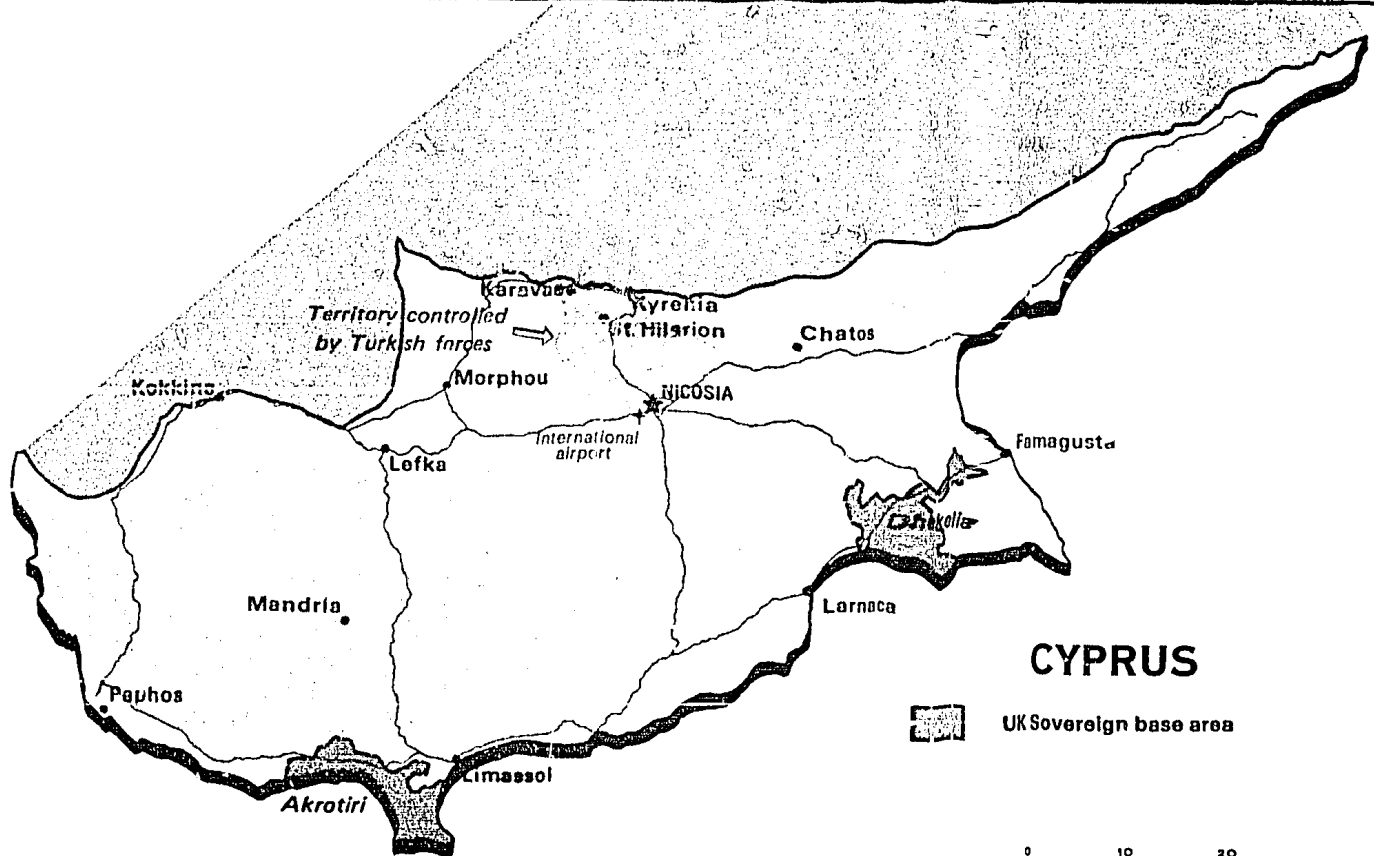 Karavas
Kyrenia
Territory controlled
by Turkish forces
St. Hilarion
Chatos
Kokkina
Morphou
NICOSIA
International
airport
Famagusta
Lefka
Dhekelia
Mandria
Larnaca
CYPRUS
Paphos
UK Sovereign base area
Limassol
Akrotiri
0 10 20